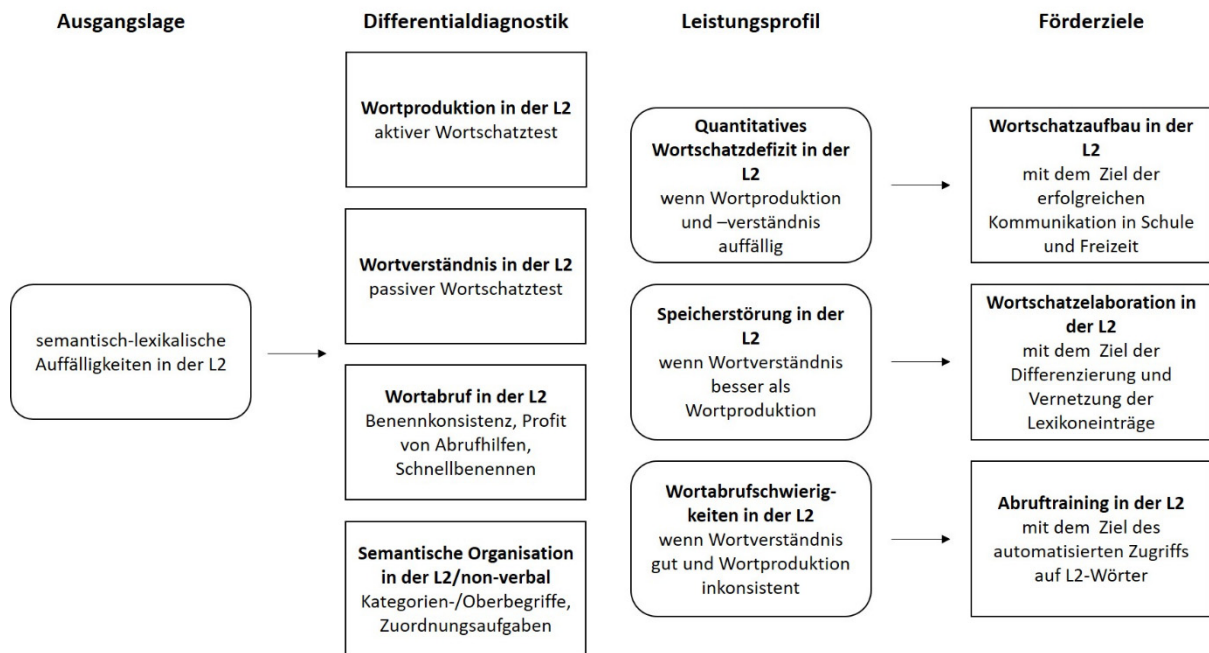 Ausgangslage
Differentialdiagnostik
Leistungsprofil
Förderziele
semantisch-lexikalische
Auffälligkeiten in der L2
Wortproduktion in der L2
aktiver Wortschatztest
Wortverständnis in der L2
passiver Wortschatztest
Wortabruf in der L2
Benennkonsistenz, Profit
von Abrufhilfen,
Schnellbenennen
Semantische Organisation
in der L2/non-verbal
Kategorien-/Oberbegriffe,
Zuordnungsaufgaben
Quantitatives
Wortschatzdefizit in der
L2
wenn Wortproduktion
und –verständnis
auffällig
Speicherstörung in der
L2
wenn Wortverständnis
besser als
Wortproduktion
Wortabrufschwierig-
keiten in der L2
wenn Wortverständnis
gut und Wortproduktion
inkonsistent
Wortschatzaufbau in der
L2
mit dem Ziel der
erfolgreichen
Kommunikation in Schule
und Freizeit
Wortschatzelaboration in
der L2
mit dem Ziel der
Differenzierung und
Vernetzung der
Lexikoneinträge
Abruftraining in der L2
mit dem Ziel des
automatisierten Zugriffs
auf L2-Wörter